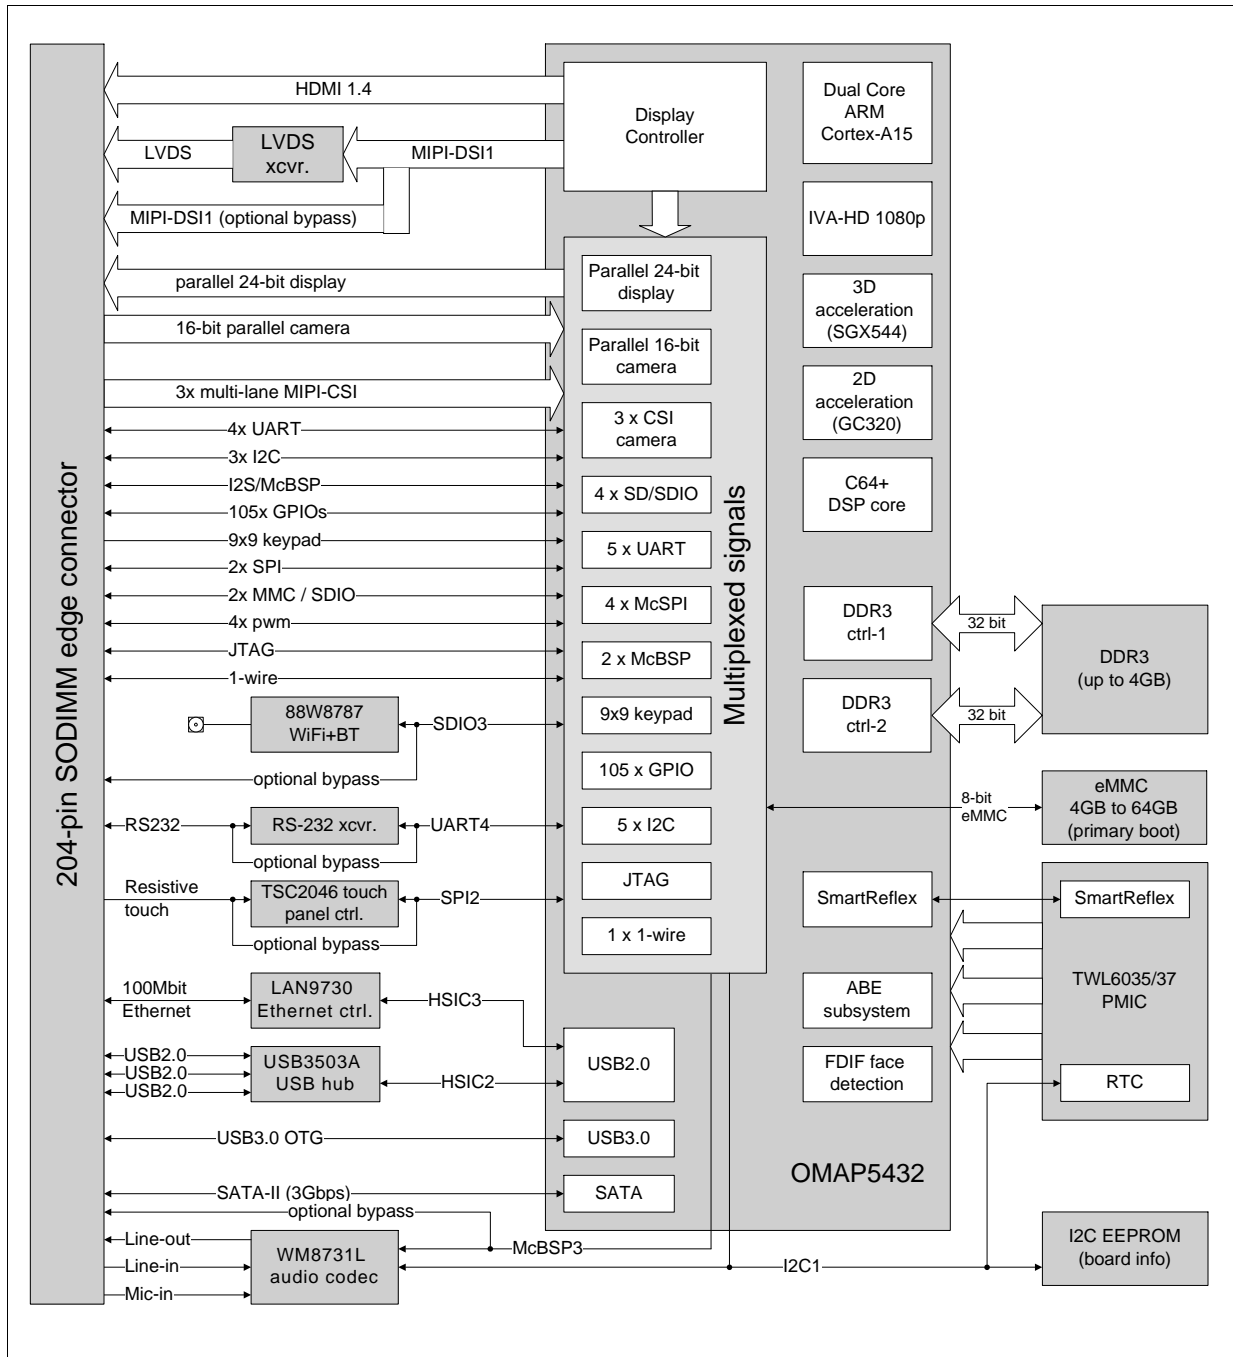 204-pin SODIMM edge connector
HDMI 1.4
LVDS
LVDS
xcvr.
MIPI-DSI1
MIPI-DSI1 (optional bypass)
parallel 24-bit display
16-bit parallel camera
3x multi-lane MIPI-CSI
4x UART
3x I2C
I2S/McBSP
105x GPIOs
9x9 keypad
2x SPI
2x MMC / SDIO
4x pwm
JTAG
1-wire
88W8787
WiFi+BT
SDIO3
optional bypass
RS232
RS-232 xcvr.
UART4
optional bypass
Resistive
touch
TSC2046 touch
panel ctrl.
SPI2
optional bypass
100Mbit
Ethernet
LAN9730
Ethernet ctrl.
HSIC3
USB2.0
USB2.0
USB2.0
USB3503A
USB hub
HSIC2
USB3.0 OTG
SATA-II (3Gbps)
optional bypass
Line-out
Line-in
Mic-in
WM8731L
audio codec
McBSP3
I2C1
Display
Controller
Multiplexed signals
Parallel 24-bit
display
Parallel 16-bit
camera
3 x CSI
camera
4 x SD/SDIO
5 x UART
4 x McSPI
2 x McBSP
9x9 keypad
105 x GPIO
5 x I2C
JTAG
1 x 1-wire
USB2.0
USB3.0
SATA
Dual Core
ARM
Cortex-A15
IVA-HD 1080p
3D
acceleration
(SGX544)
2D
acceleration
(GC320)
C64+
DSP core
DDR3
ctrl-1
DDR3
ctrl-2
SmartReflex
ABE
subsystem
FDIF face
detection
OMAP5432
32 bit
32 bit
DDR3
(up to 4GB)
8-bit
eMMC
eMMC
4GB to 64GB
(primary boot)
SmartReflex
TWL6035/37
PMIC
RTC
I2C EEPROM
(board info)